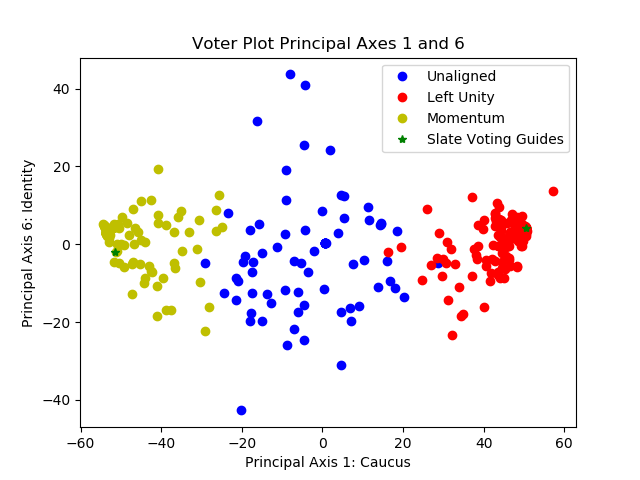 Voter Plot Principal Axes 1 and 6
Unaligned
Left Unity
Momentum
Slate Voting Guides
40
20
0
−20
−40
Principal Axis 6: Identity
−60 −40 −20 0 20 40 60
Principal Axis 1: Caucus